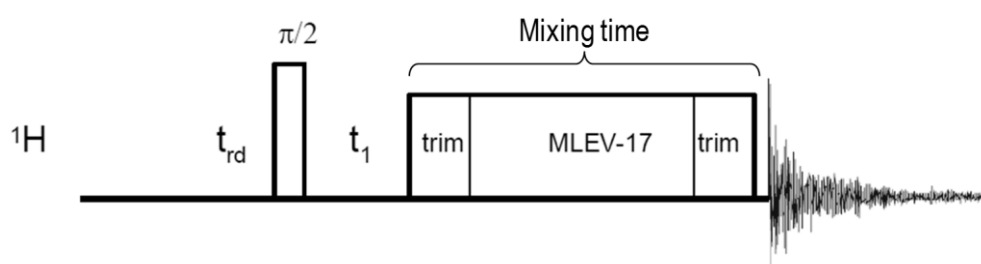 π/2
Mixing time
¹H
t_rd
t₁
trim
MLEV-17
trim